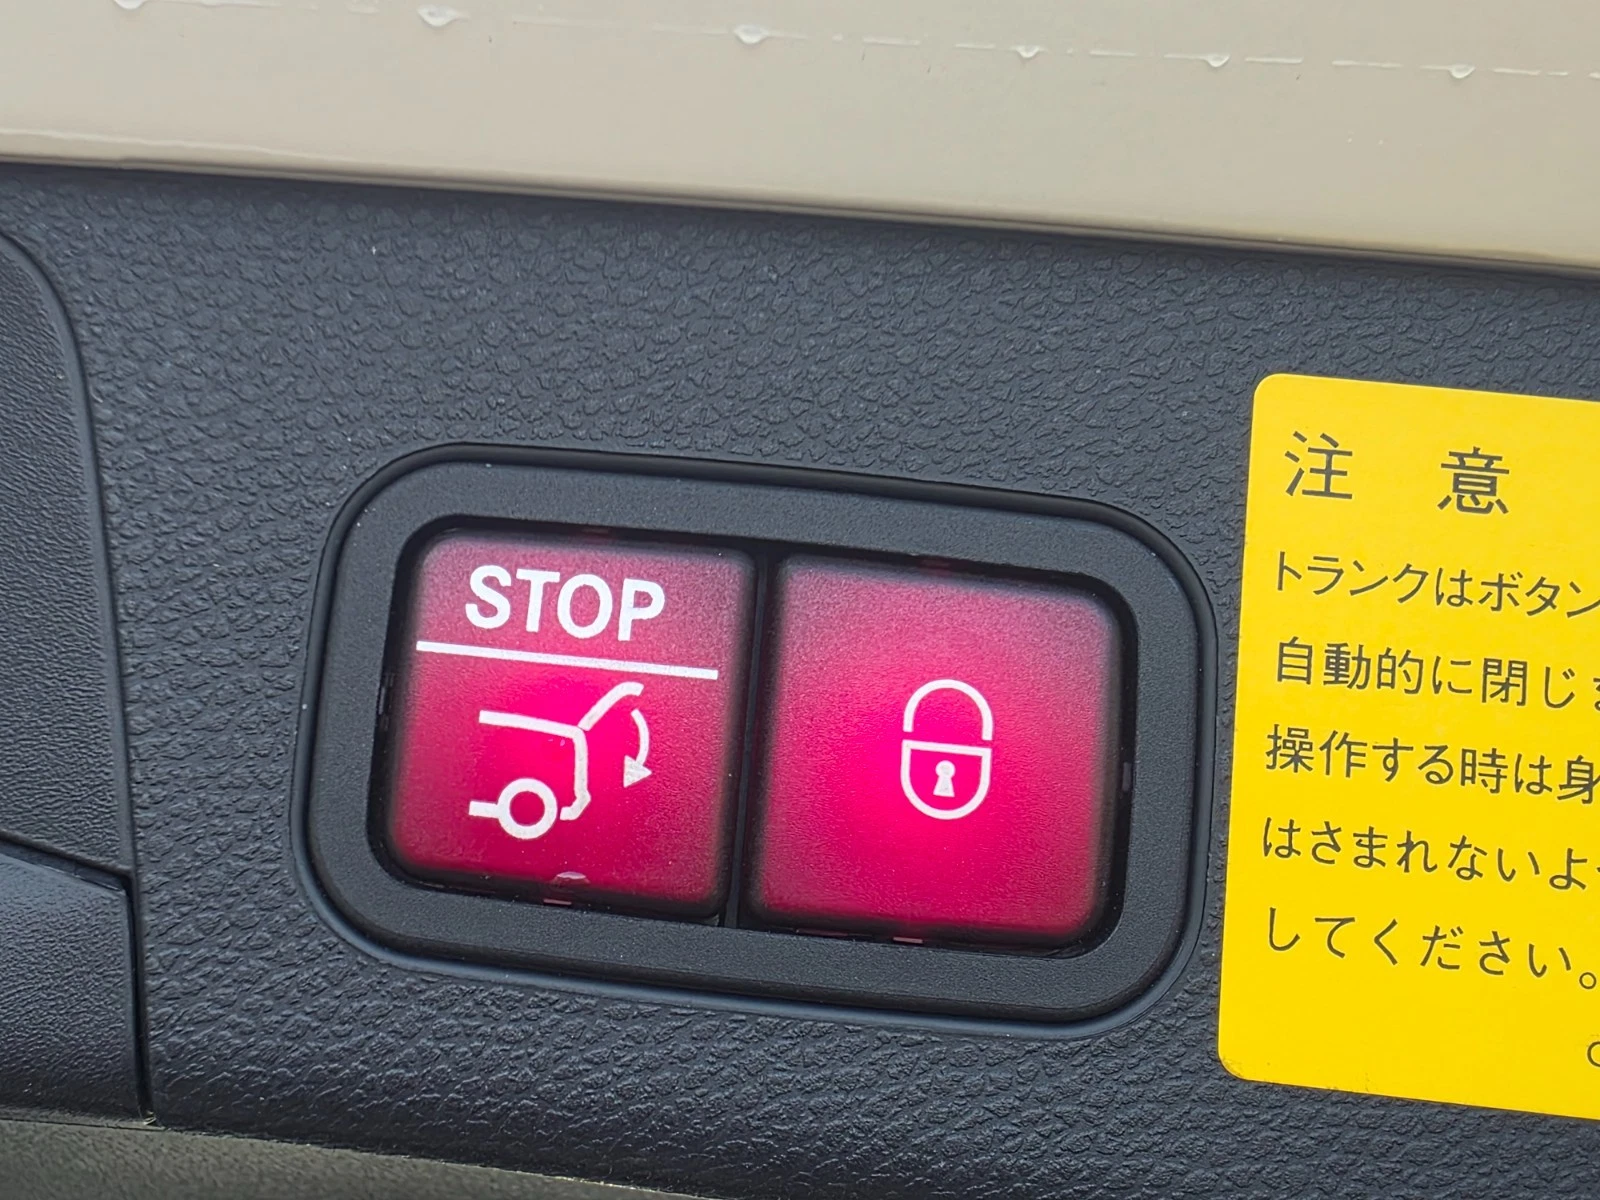 STOP
注 意
トランクはボタン
自動的に閉じ
操作する時は身
はさまれないよ
してください。